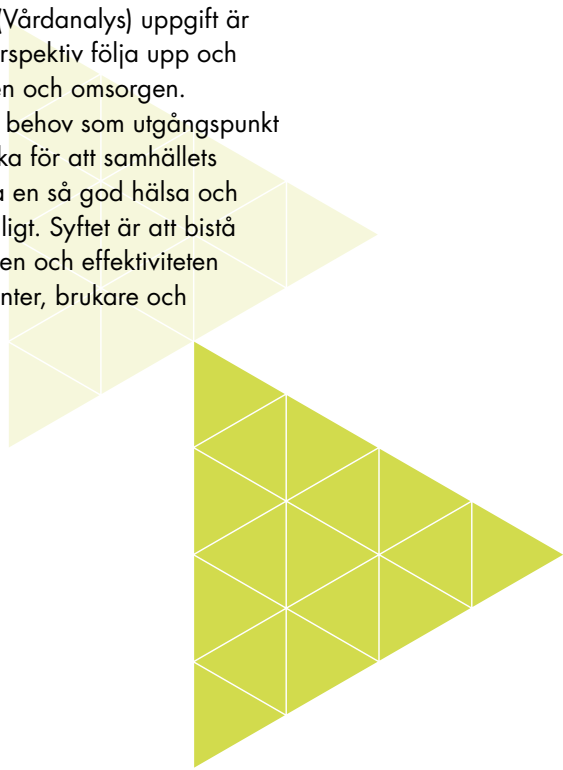 (Vårdanalys) uppgift är
rspektiv följa upp och
en och omsorgen.
behov som utgångspunkt
ka för att samhällets
a en så god hälsa och
ligt. Syftet är att bistå
en och effektiviteten
nter, brukare och